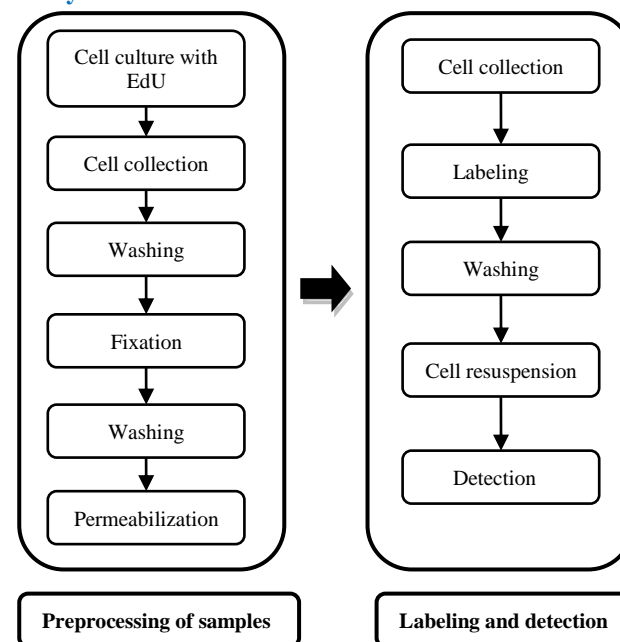 Cell culture with
EdU
Cell collection
Washing
Fixation
Washing
Permeabilization
Preprocessing of samples
Cell collection
Labeling
Washing
Cell resuspension
Detection
Labeling and detection